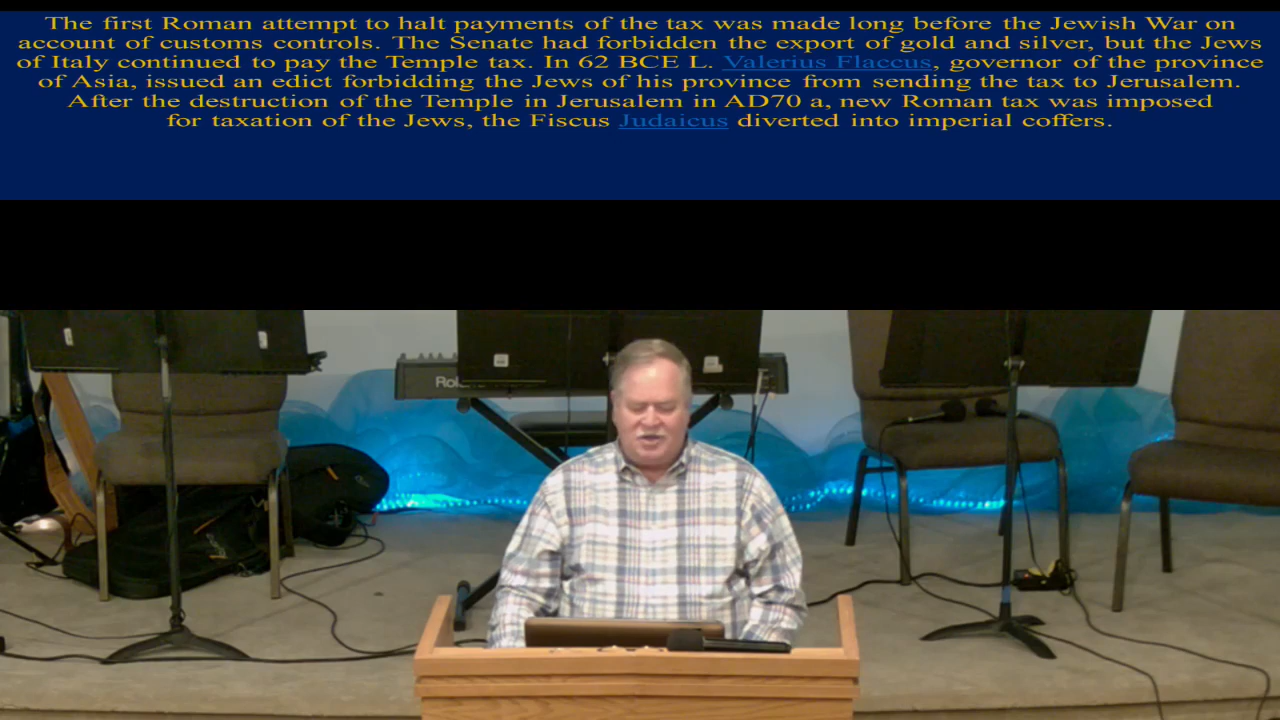 The first Roman attempt to halt payments of the tax was made long before the Jewish War on
account of customs controls. The Senate had forbidden the export of gold and silver, but the Jews
of Italy continued to pay the Temple tax. In 62 BCE L. Valerius Flaccus, governor of the province
of Asia, issued an edict forbidding the Jews of his province from sending the tax to Jerusalem.
After the destruction of the Temple in Jerusalem in AD70 a, new Roman tax was imposed
for taxation of the Jews, the Fiscus Judaicus diverted into imperial coffers.